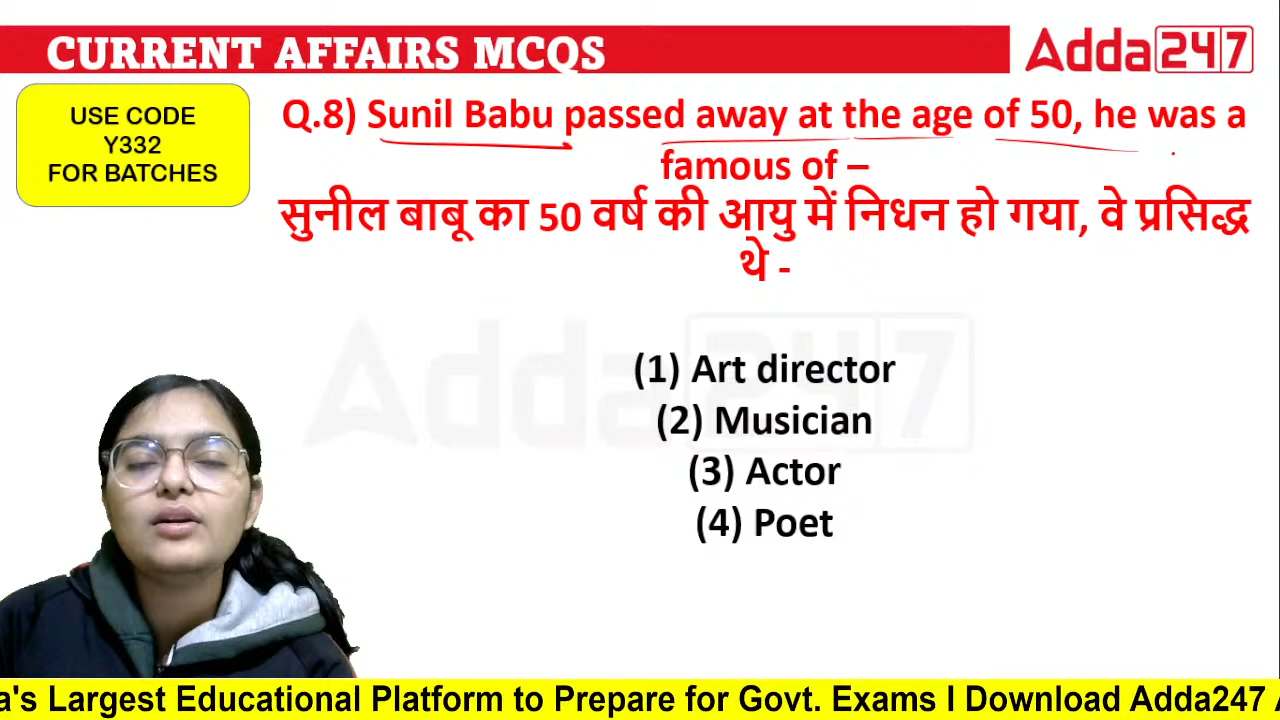 CURRENT AFFAIRS MCQS
Adda247
USE CODE
Y332
FOR BATCHES
Q.8) Sunil Babu passed away at the age of 50, he was a
famous of –
सुनील बाबू का 50 वर्ष की आयु में निधन हो गया, वे प्रसिद्ध
थे -
Adda247
(1) Art director
(2) Musician
(3) Actor
(4) Poet
a's Largest Educational Platform to Prepare for Govt. Exams I Download Adda247 A